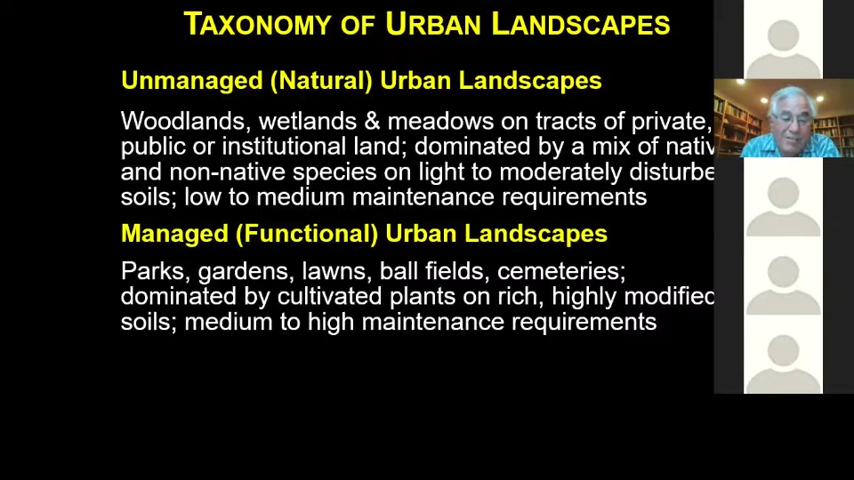 TAXONOMY OF URBAN LANDSCAPES
Unmanaged (Natural) Urban Landscapes
Woodlands, wetlands & meadows on tracts of private,
public or institutional land; dominated by a mix of nativ
and non-native species on light to moderately disturbe
soils; low to medium maintenance requirements
Managed (Functional) Urban Landscapes
Parks, gardens, lawns, ball fields, cemeteries;
dominated by cultivated plants on rich, highly modified
soils; medium to high maintenance requirements